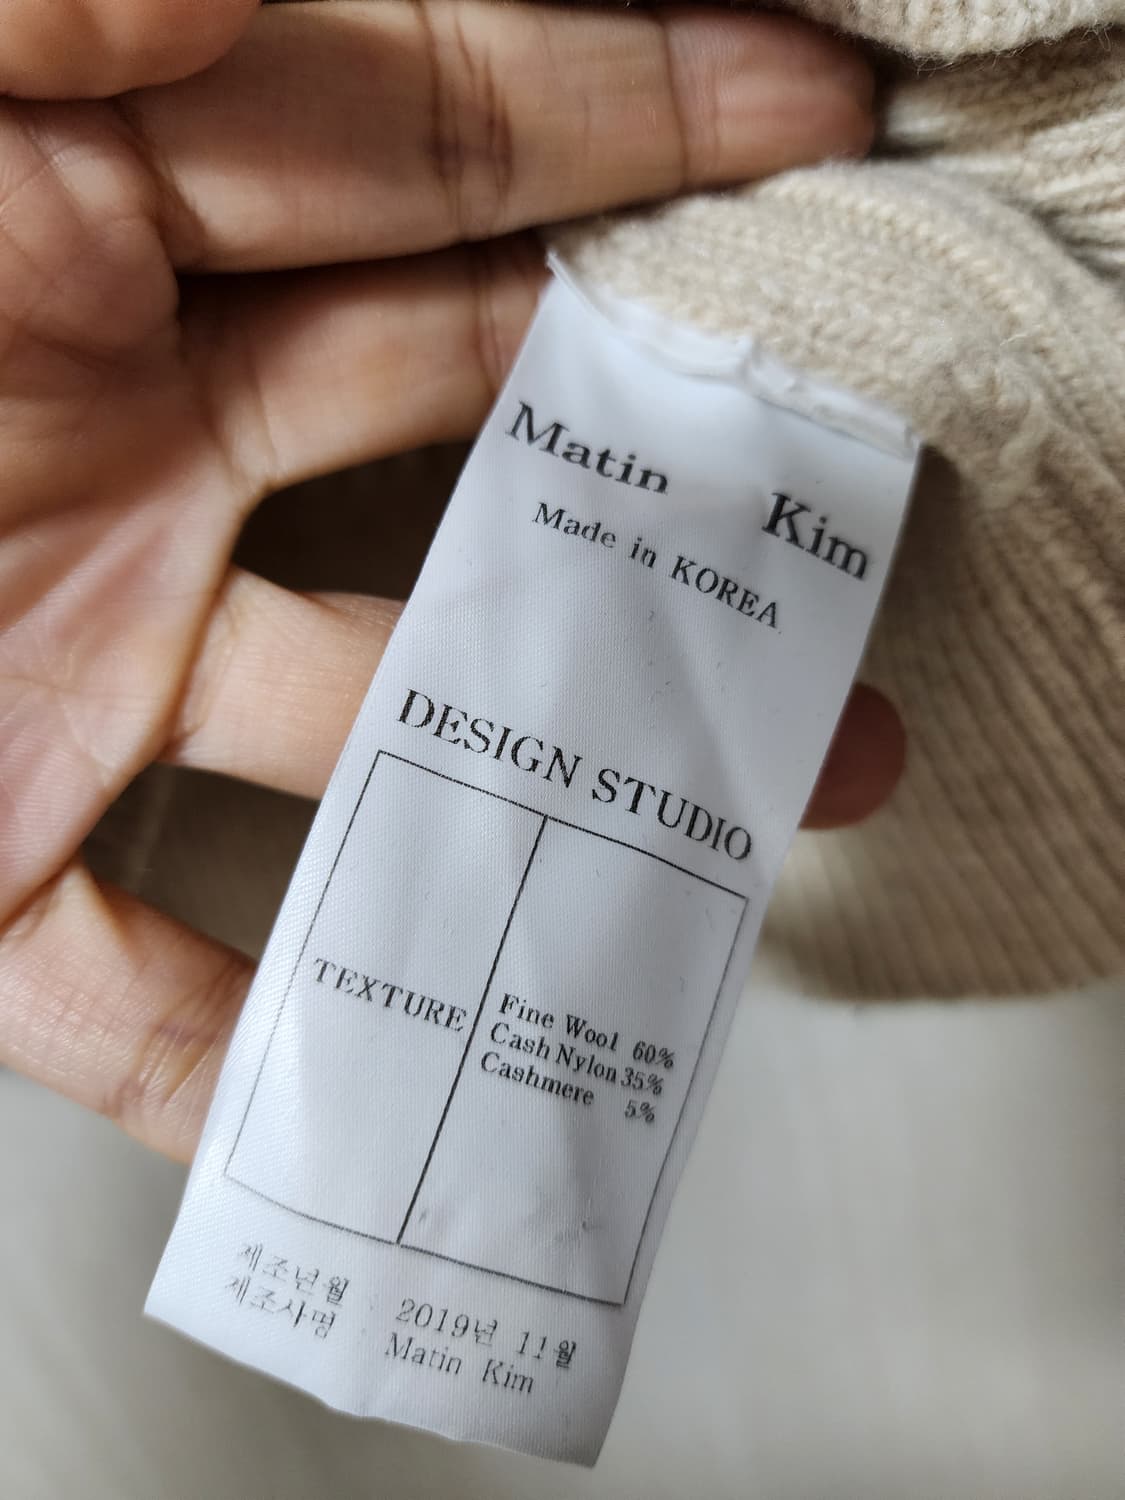 Matin Kim
Made in KOREA
DESIGN STUDIO
TEXTURE
Fine Wool 60%
Cash Nylon 35%
Cashmere 5%
제조년월 2019년 11월
제조사명 Matin Kim